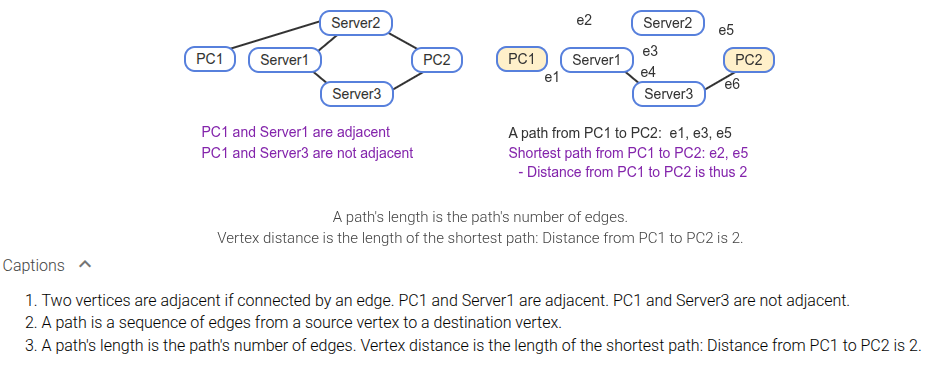 Server2
PC1
Server1
PC2
Server3
PC1 and Server1 are adjacent
PC1 and Server3 are not adjacent
e2
Server2
e5
PC1
Server1
e3
PC2
e1
e4
Server3
e6
A path from PC1 to PC2: e1, e3, e5
Shortest path from PC1 to PC2: e2, e5
- Distance from PC1 to PC2 is thus 2
A path's length is the path's number of edges.
Vertex distance is the length of the shortest path: Distance from PC1 to PC2 is 2.
Captions
1. Two vertices are adjacent if connected by an edge. PC1 and Server1 are adjacent. PC1 and Server3 are not adjacent.
2. A path is a sequence of edges from a source vertex to a destination vertex.
3. A path's length is the path's number of edges. Vertex distance is the length of the shortest path: Distance from PC1 to PC2 is 2.